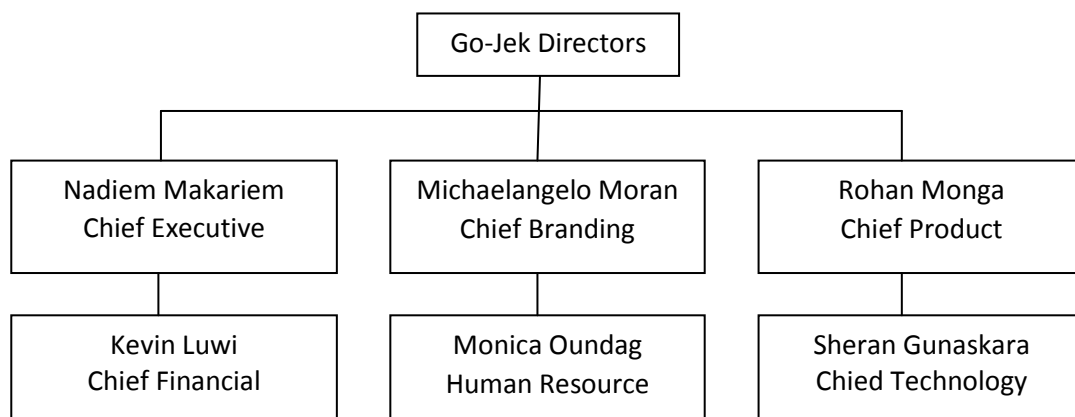 Go-Jek Directors
Nadiem Makariem
Chief Executive
Michaelangelo Moran
Chief Branding
Rohan Monga
Chief Product
Kevin Luwi
Chief Financial
Monica Oundag
Human Resource
Sheran Gunaskara
Chied Technology